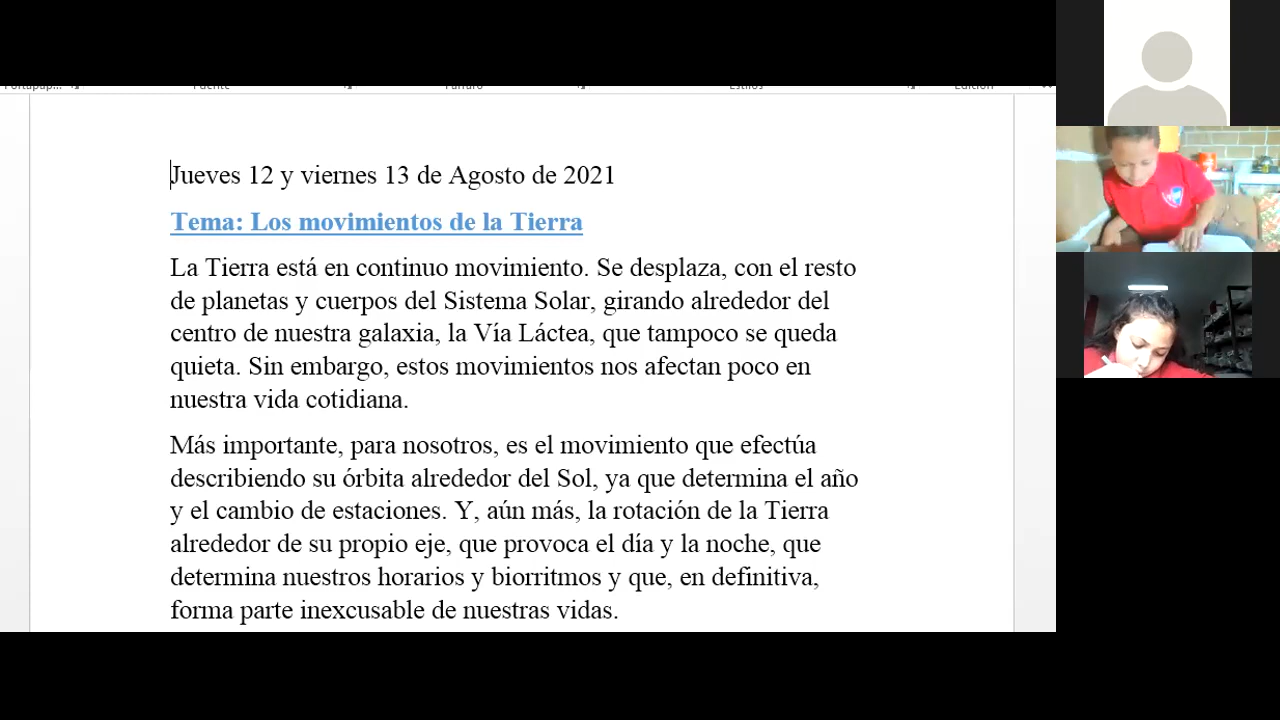 Jueves 12 y viernes 13 de Agosto de 2021
Tema: Los movimientos de la Tierra
La Tierra está en continuo movimiento. Se desplaza, con el resto
de planetas y cuerpos del Sistema Solar, girando alrededor del
centro de nuestra galaxia, la Vía Láctea, que tampoco se queda
quieta. Sin embargo, estos movimientos nos afectan poco en
nuestra vida cotidiana.
Más importante, para nosotros, es el movimiento que efectúa
describiendo su órbita alrededor del Sol, ya que determina el año
y el cambio de estaciones. Y, aún más, la rotación de la Tierra
alrededor de su propio eje, que provoca el día y la noche, que
determina nuestros horarios y biorritmos y que, en definitiva,
forma parte inexcusable de nuestras vidas.